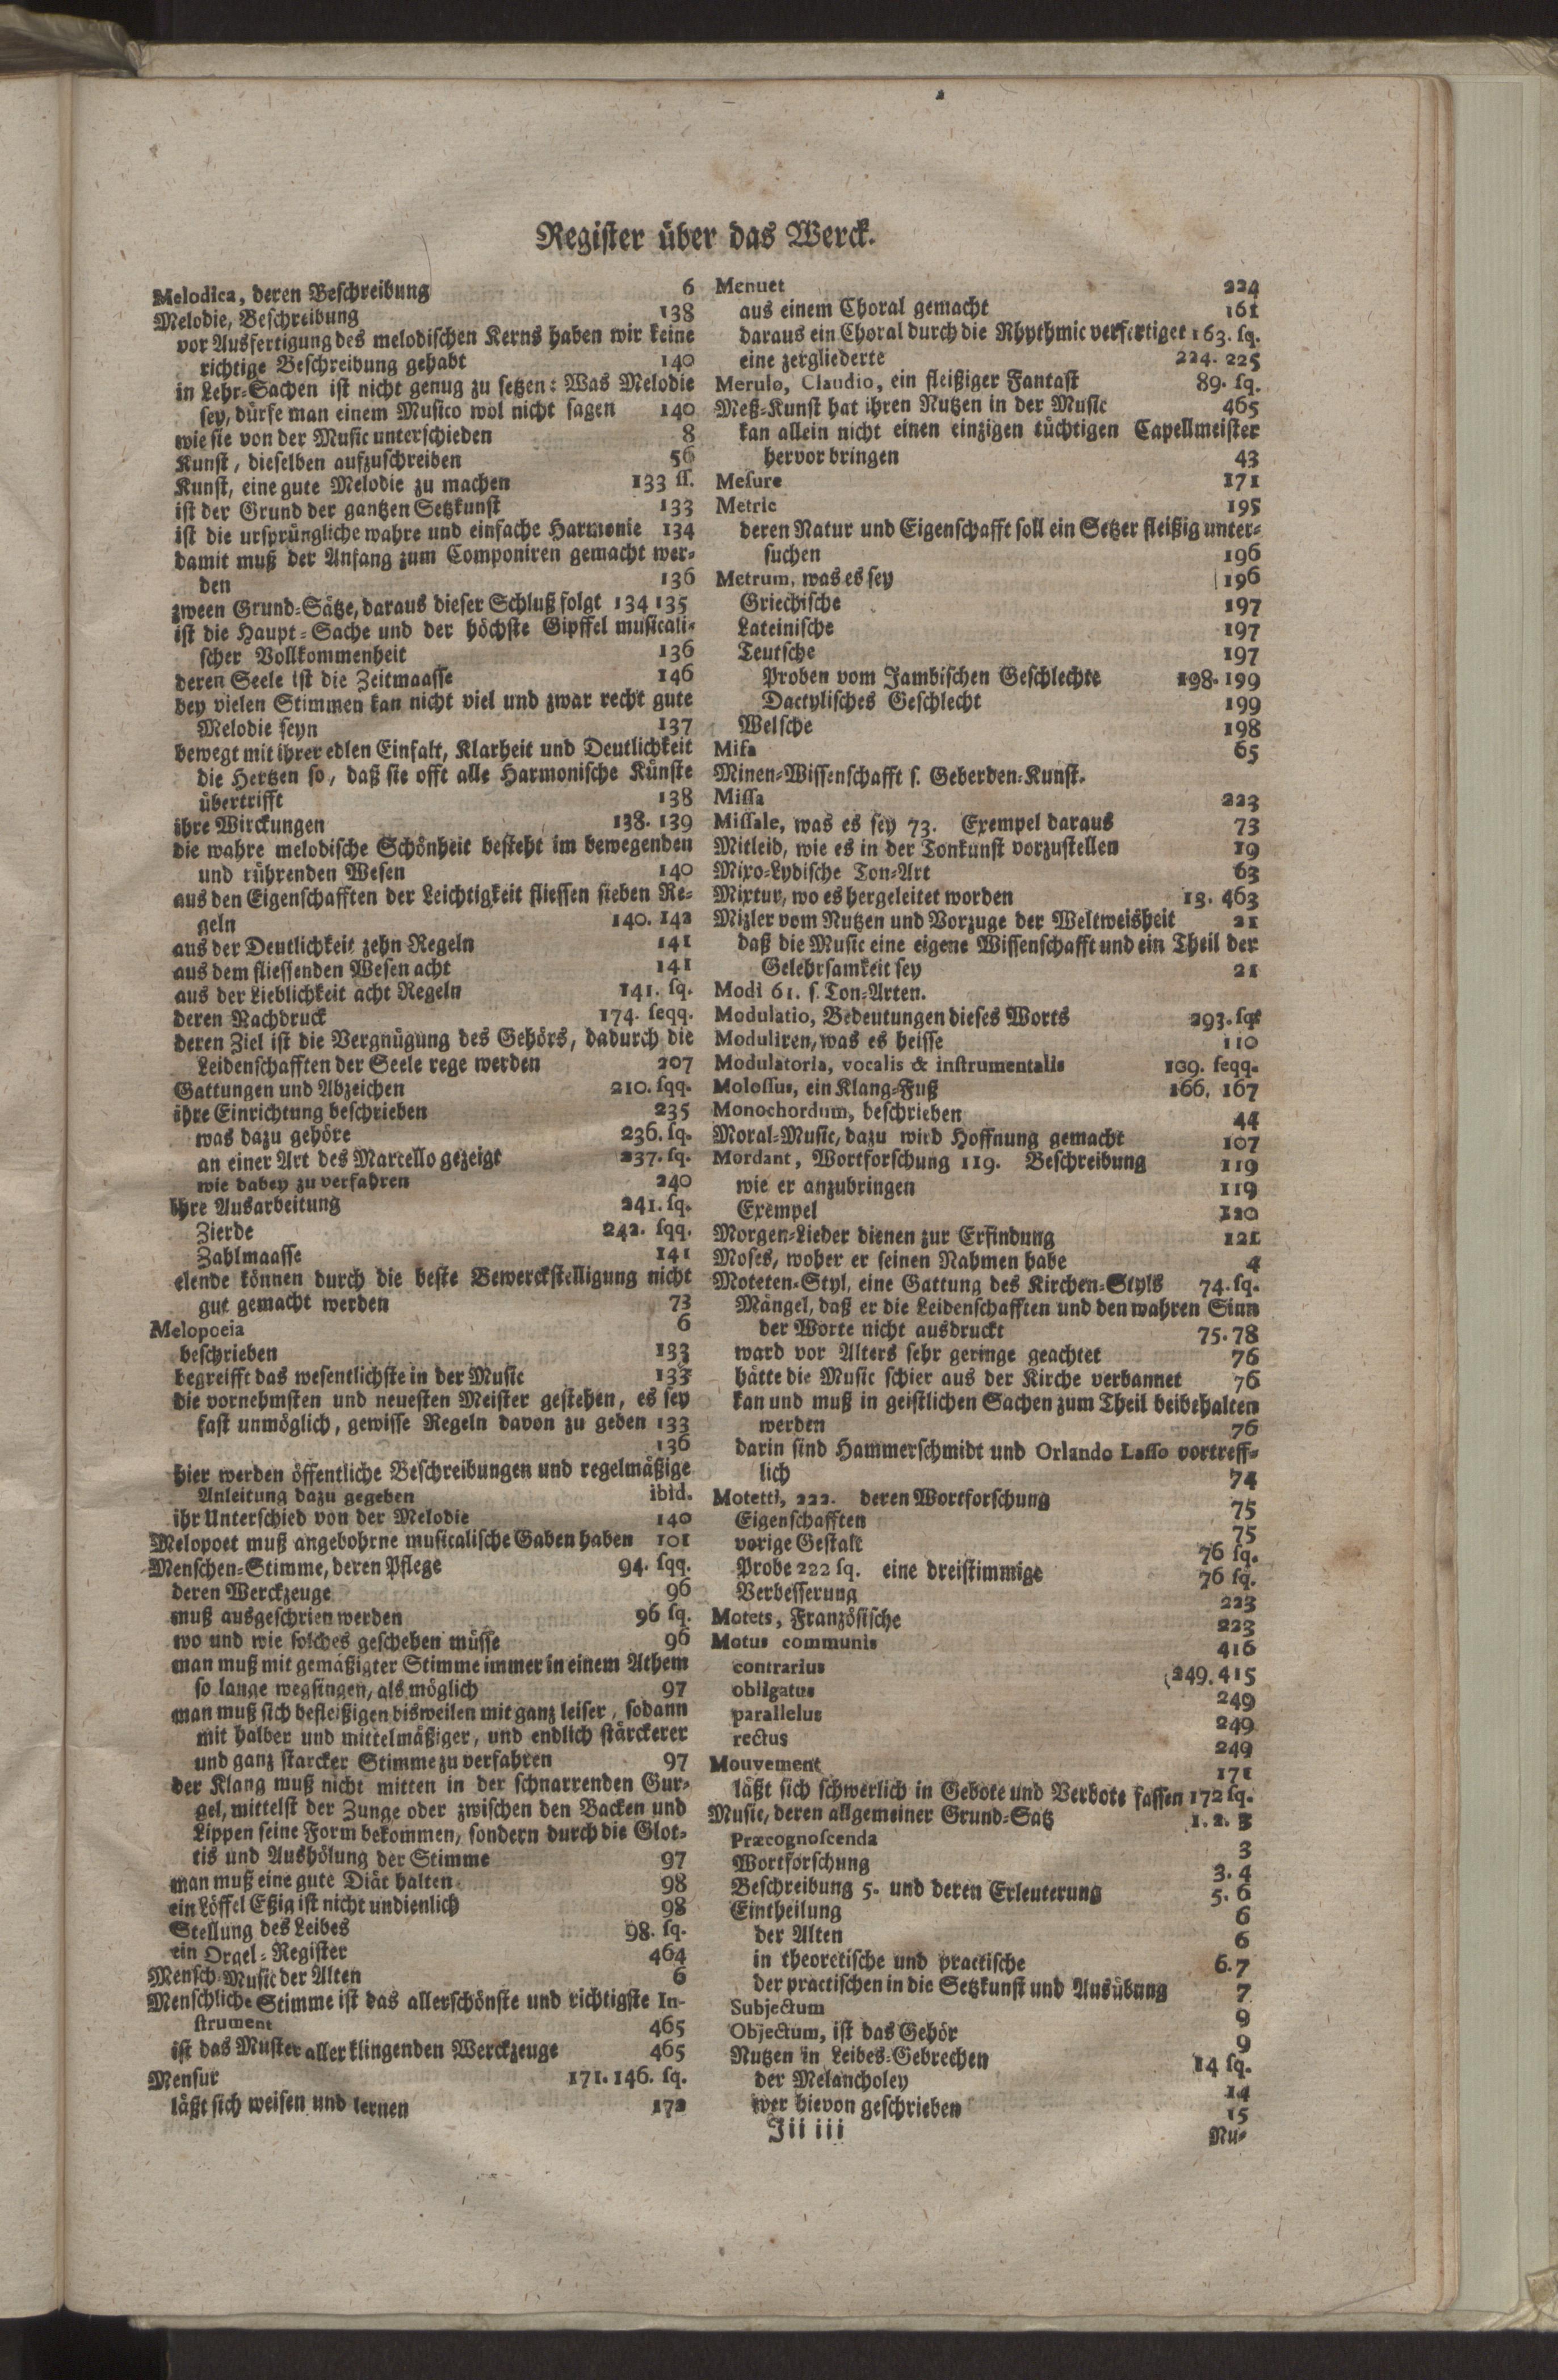 Register über das Werck.
Melodica, deren Beschreibung 6
Melodie, Beschreibung 138
vor Ausfertigung des melodischen Kerns haben wir keine
richtige Beschreibung gehabt 140
in Lehr-Sachen ist nicht genug zu setzen: Was Melodie
sey, dürfe man einem Musico wol nicht sagen 140
wie sie von der Music unterschieden 8
Kunst, dieselben aufzuschreiben 56
Kunst, eine gute Melodie zu machen 133 ſſ.
ist der Grund der gantzen Setzkunst 133
ist die ursprüngliche wahre und einfache Harmonie 134
damit muß der Anfang zum Componiren gemacht wer-
den 136
zween Grund-Sätze, daraus dieser Schluß folgt 134 135
ist die Haupt-Sache und der höchste Gipffel musicali-
scher Vollkommenheit 136
deren Seele ist die Zeitmaasse 146
bey vielen Stimmen kan nicht viel und zwar recht gute
Melodie seyn 137
bewegt mit ihrer edlen Einfalt, Klarheit und Deutlichkeit
die Hertzen so, daß sie offt alle Harmonische Künste
übertrifft 138
ihre Wirckungen 138. 139
die wahre melodische Schönheit besteht im bewegenden
und rührenden Wesen 140
aus den Eigenschafften der Leichtigkeit fliessen sieben Re-
geln 140. 142
aus der Deutlichkeit zehn Regeln 141
aus dem fliessenden Wesen acht 141
aus der Lieblichkeit acht Regeln 141. sq.
deren Nachdruck 174. seqq.
deren Ziel ist die Vergnügung des Gehörs, dadurch die
Leidenschafften der Seele rege werden 207
Gattungen und Abzeichen 210. sqq.
ihre Einrichtung beschrieben 235
was dazu gehöre 236. sq.
an einer Art des Martello gezeigt 237. sq.
wie dabey zu verfahren 240
Ihre Ausarbeitung 241. sq.
Zierde 242. sqq.
Zahlmaasse 141
elende können durch die beste Bewerckstelligung nicht
gut gemacht werden 73
Melopoeia 6
beschrieben 133
begreifft das wesentlichste in der Music 133
die vornehmsten und neuesten Meister gestehen, es sey
fast unmöglich, gewisse Regeln davon zu geben 133
136
hier werden öffentliche Beschreibungen und regelmäßige
Anleitung dazu gegeben ibid.
ihr Unterschied von der Melodie 140
Melopoet muß angebohrne musicalische Gaben haben 101
Menschen-Stimme, deren Pflege 94. sqq.
deren Werckzeuge 96
muß ausgeschrien werden 96 sq.
wo und wie solches geschehen müsse 96
man muß mit gemäßigter Stimme immer in einem Athem
so lange wegsingen, als möglich 97
man muß sich befleißigen bisweilen mit ganz leiser, sodann
mit halber und mittelmäßiger, und endlich stärckerer
und ganz starcker Stimme zu verfahren 97
der Klang muß nicht mitten in der schnarrenden Gur-
gel, mittelst der Zunge oder zwischen den Backen und
Lippen seine Form bekommen, sondern durch die Glot-
tis und Aushölung der Stimme 97
man muß eine gute Diät halten 98
ein Löffel Eßig ist nicht undienlich 98
Stellung des Leibes 98. sq.
ein Orgel-Register 464
Mensch-Music der Alten 6
Menschliche Stimme ist das allerschönste und richtigste In-
strument 465
ist das Muster aller klingenden Werckzeuge 465
Mensur 171. 146. sq.
läßt sich weisen und lernen 172
Menuet 224
aus einem Choral gemacht 161
daraus ein Choral durch die Rhythmic verfertiget 163. sq.
eine zergliederte 224. 225
Merulo, Claudio, ein fleißiger Fantast 89. sq.
Meß-Kunst hat ihren Nutzen in der Music 465
kan allein nicht einen einzigen tüchtigen Capellmeister
hervor bringen 43
Mesure 171
Metric 195
deren Natur und Eigenschafft soll ein Setzer fleißig unter-
suchen 196
Metrum, was es sey 196
Griechische 197
Lateinische 197
Teutsche 197
Proben vom Jambischen Geschlechte 198. 199
Dactylisches Geschlecht 199
Welsche 198
Misa 65
Minen-Wissenschafft s. Geberden-Kunst.
Missa 223
Missale, was es sey 73. Exempel daraus 73
Mitleid, wie es in der Tonkunst vorzustellen 19
Mixo-Lydische Ton-Art 63
Mixtur, wo es hergeleitet worden 13. 463
Mizler vom Nutzen und Vorzuge der Weltweisheit 21
daß die Music eine eigene Wissenschafft und ein Theil der
Gelehrsamkeit sey 21
Modi 61. s. Ton-Arten.
Modulatio, Bedeutungen dieses Worts 293. sq.
Moduliren, was es heisse 110
Modulatoria, vocalis & instrumentalis 109. seqq.
Molossus, ein Klang-Fuß 166, 167
Monochordum, beschrieben 44
Moral-Music, dazu wird Hoffnung gemacht 107
Mordant, Wortforschung 119. Beschreibung 119
wie er anzubringen 119
Exempel 120
Morgen-Lieder dienen zur Erfindung 121
Moses, woher er seinen Nahmen habe 4
Moteten-Styl, eine Gattung des Kirchen-Styls 74. sq.
Mängel, daß er die Leidenschafften und den wahren Sinn
der Worte nicht ausdruckt 75. 78
ward vor Alters sehr geringe geachtet 76
hätte die Music schier aus der Kirche verbannet 76
kan und muß in geistlichen Sachen zum Theil beibehalten
werden 76
darin sind Hammerschmidt und Orlando Lasso vortreff-
lich 74
Motetti, 222. deren Wortforschung 75
Eigenschafften 75
vorige Gestalt 76 sq.
Probe 222 sq. eine dreistimmige 76 sq.
Verbesserung 223
Motets, Französische 223
Motus communis 416
contrarius 249. 415
obligatus 249
parallelus 249
rectus 249
Mouvement 171
läßt sich schwerlich in Gebote und Verbote fassen 172 sq.
Music, deren allgemeiner Grund-Satz 1. 2. 3
Præcognoscenda 3
Wortforschung 3. 4
Beschreibung 5. und deren Erleuterung 5. 6
Eintheilung 6
der Alten 6
in theoretische und practische 6. 7
der practischen in die Setzkunst und Ausübung 7
Subjectum 9
Objectum, ist das Gehör 9
Nutzen in Leibes-Gebrechen 14 sq.
der Melancholey 14
wer hievon geschrieben 15
Jii iii
Nu-